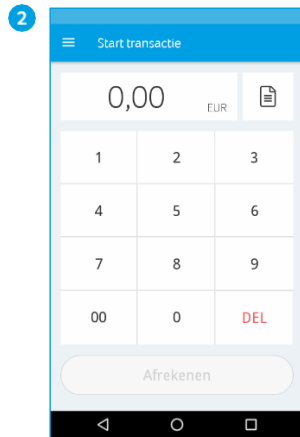 2
Start transactie
0,00 EUR
1 2 3
4 5 6
7 8 9
00 0 DEL
Afrekenen